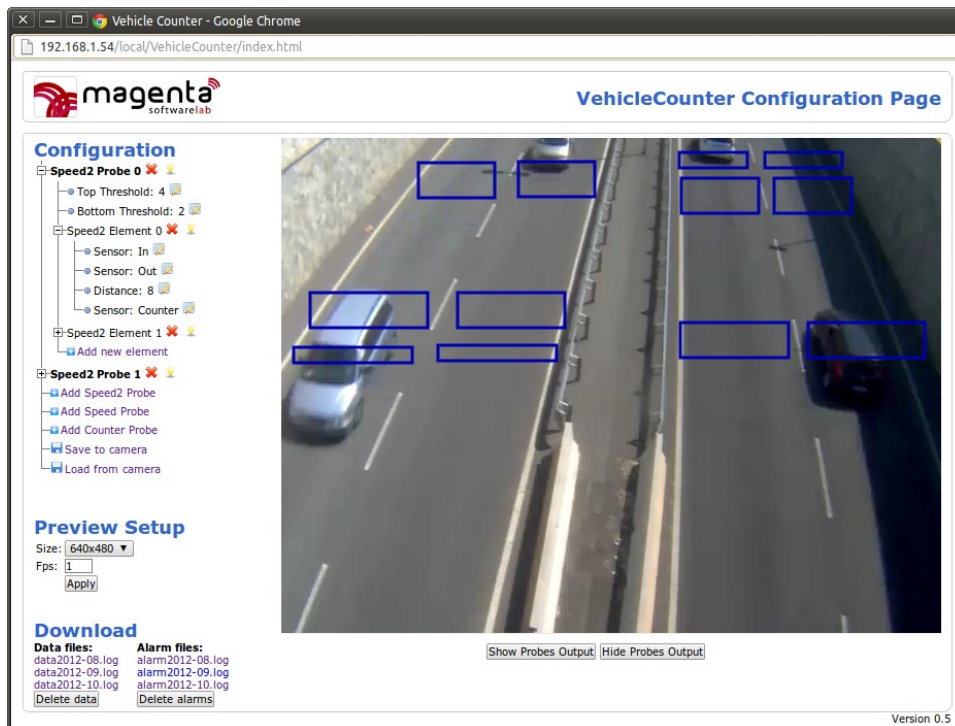 Vehicle Counter - Google Chrome
192.168.1.54/local/VehicleCounter/index.html
magenta
softwarelab
VehicleCounter Configuration Page
Configuration
Speed2 Probe 0
Top Threshold: 4
Bottom Threshold: 2
Speed2 Element 0
Sensor: In
Sensor: Out
Distance: 8
Sensor: Counter
Speed2 Element 1
Add new element
Speed2 Probe 1
Add Speed2 Probe
Add Speed Probe
Add Counter Probe
Save to camera
Load from camera
Preview Setup
Size: 640x480
Fps: 1
Apply
Download
Data files: Alarm files:
data2012-08.log alarm2012-08.log
data2012-09.log alarm2012-09.log
data2012-10.log alarm2012-10.log
Delete data Delete alarms
Show Probes Output Hide Probes Output
Version 0.5